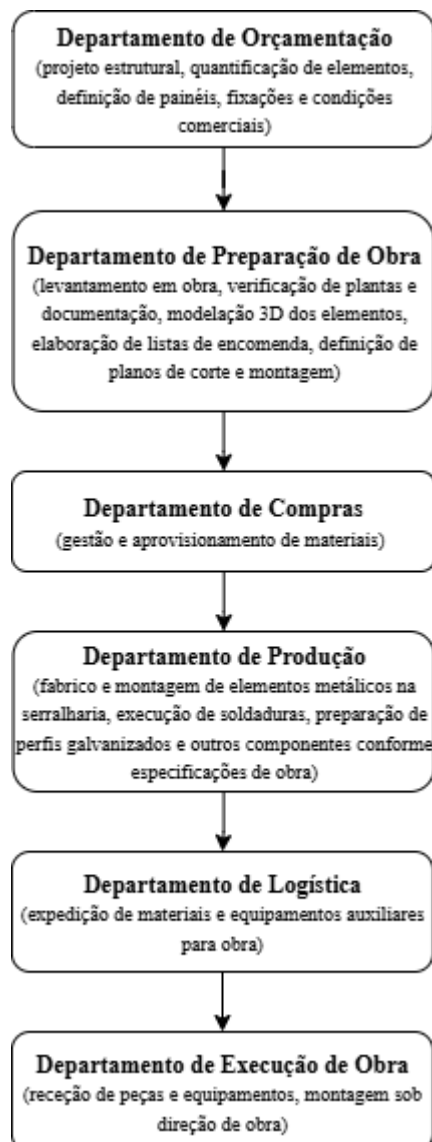 Departamento de Orçamentação
(projeto estrutural, quantificação de elementos,
definição de painéis, fixações e condições
comerciais)
Departamento de Preparação de Obra
(levantamento em obra, verificação de plantas e
documentação, modelação 3D dos elementos,
elaboração de listas de encomenda, definição de
planos de corte e montagem)
Departamento de Compras
(gestão e aprovisionamento de materiais)
Departamento de Produção
(fabrico e montagem de elementos metálicos na
serralharia, execução de soldaduras, preparação de
perfis galvanizados e outros componentes conforme
especificações de obra)
Departamento de Logística
(expedição de materiais e equipamentos auxiliares
para obra)
Departamento de Execução de Obra
(receção de peças e equipamentos, montagem sob
direção de obra)